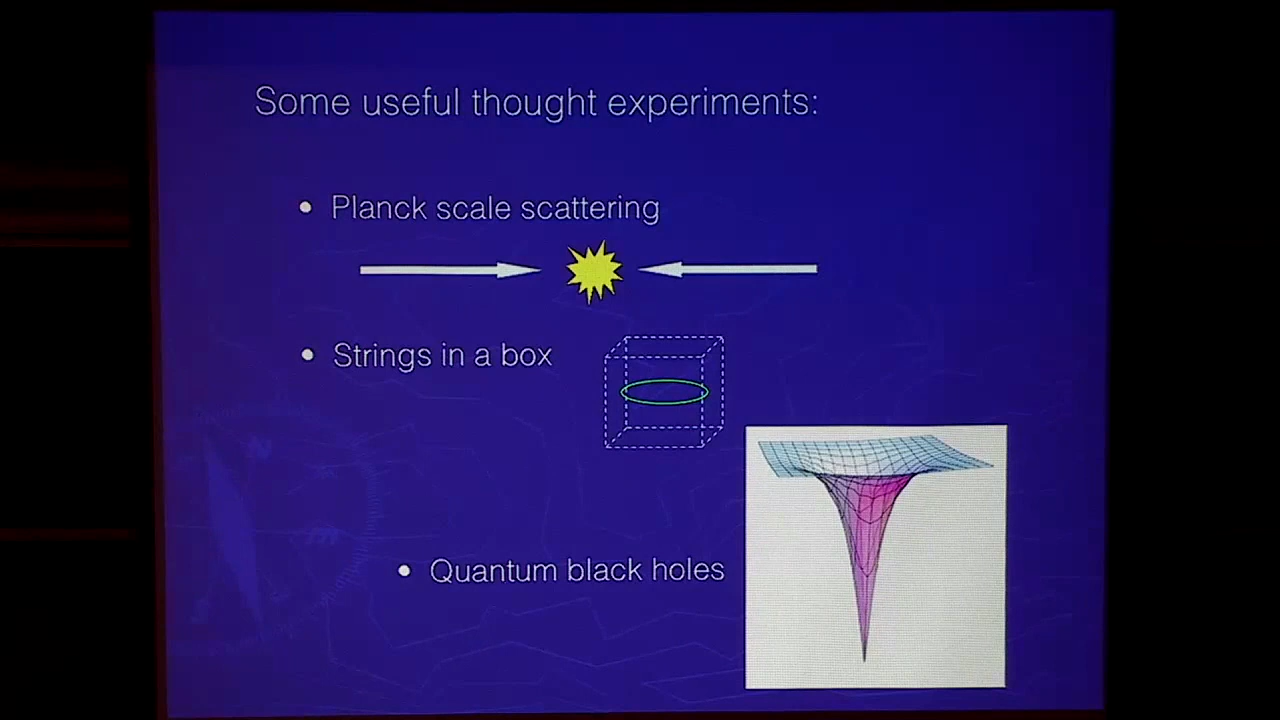 Some useful thought experiments:
• Planck scale scattering
• Strings in a box
• Quantum black holes